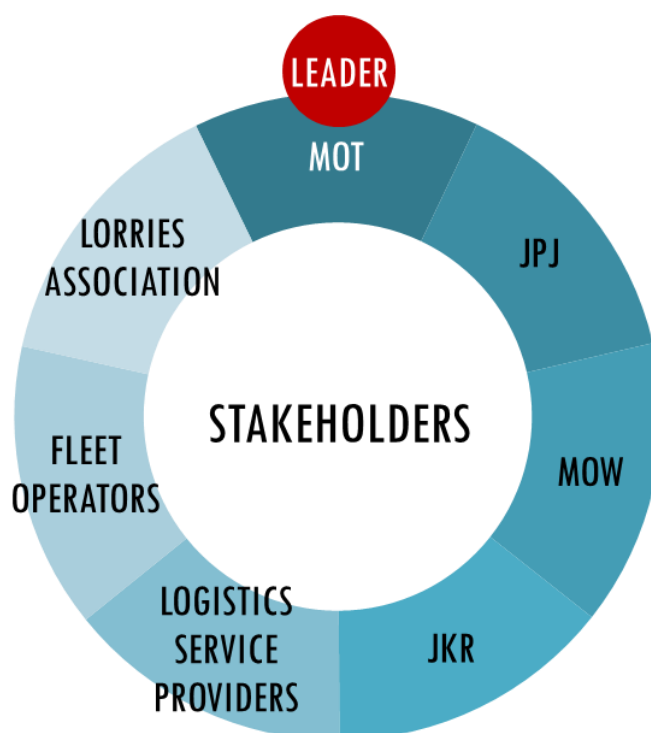 LEADER
MOT
JPJ
MOW
JKR
LOGISTICS
SERVICE
PROVIDERS
FLEET
OPERATORS
LORRIES
ASSOCIATION
STAKEHOLDERS